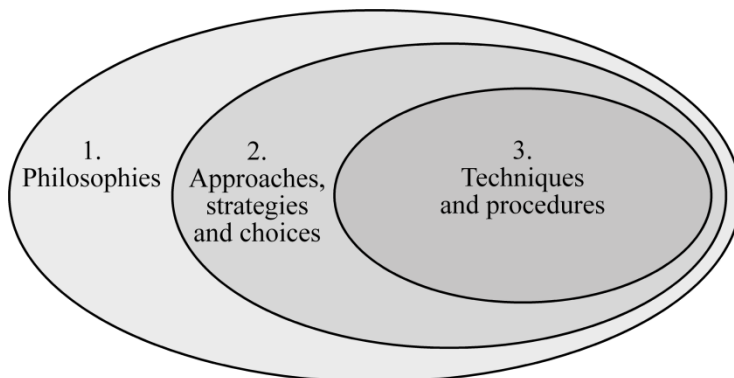 1.
Philosophies
2.
Approaches,
strategies
and choices
3.
Techniques
and procedures